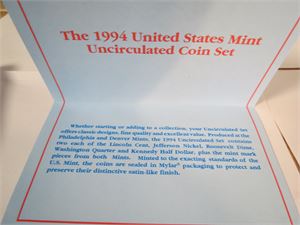 The 1994 United States Mint
Uncirculated Coin Set
Whether starting or adding to a collection, your Uncirculated Set
offers classic designs, fine quality and excellent value. Produced at the
Philadelphia and Denver Mints, the 1994 Uncirculated Set contains
two each of the Lincoln Cent, Jefferson Nickel, Roosevelt Dime,
Washington Quarter and Kennedy Half Dollar, plus the mint mark
pieces from both Mints. Minted to the exacting standards of the
U.S. Mint, the coins are sealed in Mylar® packaging to protect and
preserve their distinctive satin-like finish.